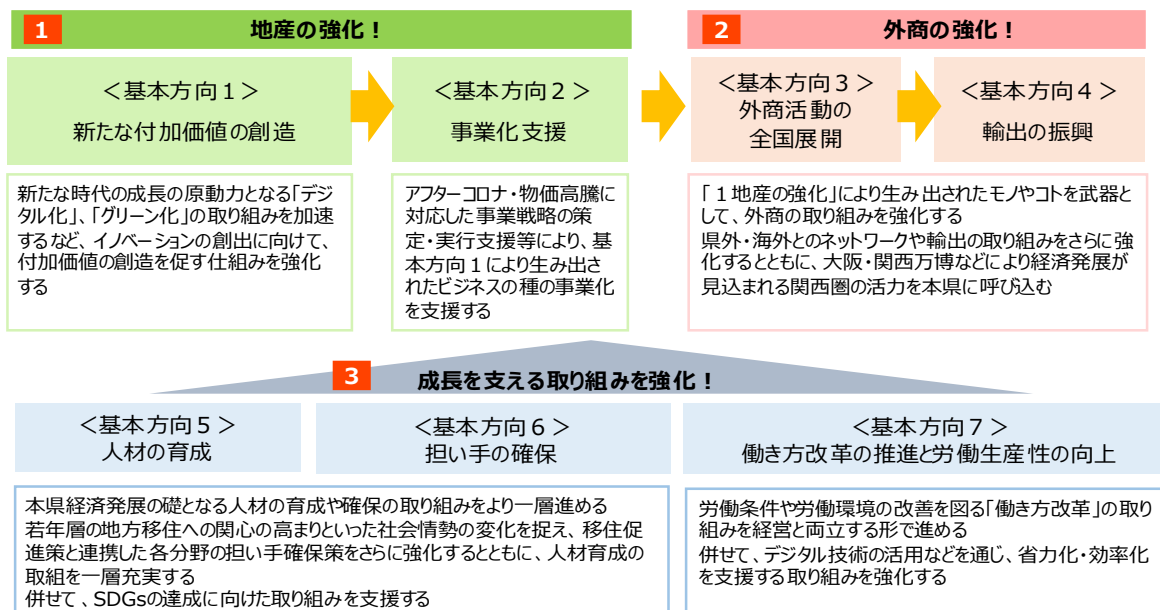 1 地産の強化！
＜基本方向１＞
新たな付加価値の創造
＜基本方向２＞
事業化支援
新たな時代の成長の原動力となる「デジ
タル化」、「グリーン化」の取り組みを加速
するなど、イノベーションの創出に向けて、
付加価値の創造を促す仕組みを強化
する
アフターコロナ・物価高騰に
対応した事業戦略の策
定・実行支援等により、基
本方向１により生み出さ
れたビジネスの種の事業化
を支援する
2 外商の強化！
＜基本方向３＞
外商活動の
全国展開
＜基本方向４＞
輸出の振興
「１地産の強化」により生み出されたモノやコトを武器と
して、外商の取り組みを強化する
県外・海外とのネットワークや輸出の取り組みをさらに強
化するとともに、大阪・関西万博などにより経済発展が
見込まれる関西圏の活力を本県に呼び込む
3 成長を支える取り組みを強化！
＜基本方向５＞
人材の育成
＜基本方向６＞
担い手の確保
＜基本方向７＞
働き方改革の推進と労働生産性の向上
本県経済発展の礎となる人材の育成や確保の取り組みをより一層進める
若年層の地方移住への関心の高まりといった社会情勢の変化を捉え、移住促
進策と連携した各分野の担い手確保策をさらに強化するとともに、人材育成の
取組を一層充実する
併せて、SDGsの達成に向けた取り組みを支援する
労働条件や労働環境の改善を図る「働き方改革」の取り
組みを経営と両立する形で進める
併せて、デジタル技術の活用などを通じ、省力化・効率化
を支援する取り組みを強化する